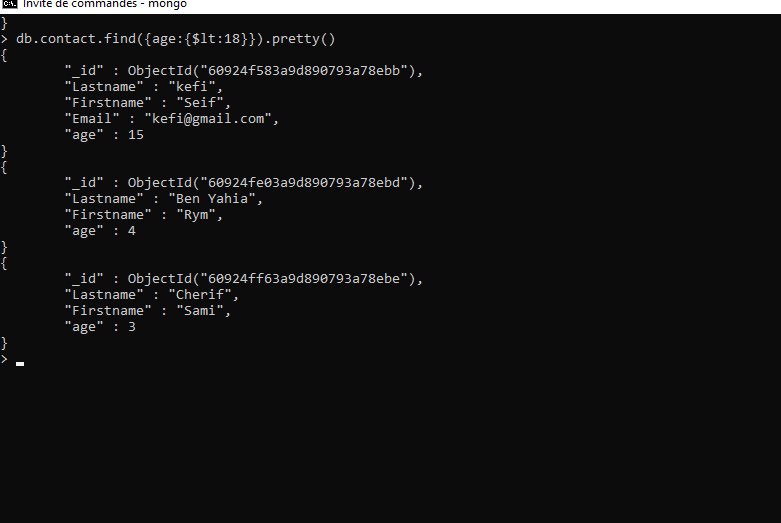 Invite de commandes - mongo
}
> db.contact.find({age:{$lt:18}}).pretty()
{
"_id" : ObjectId("60924f583a9d890793a78ebb"),
"Lastname" : "kefi",
"Firstname" : "Seif",
"Email" : "kefi@gmail.com",
"age" : 15
}
{
"_id" : ObjectId("60924fe03a9d890793a78ebd"),
"Lastname" : "Ben Yahia",
"Firstname" : "Rym",
"age" : 4
}
{
"_id" : ObjectId("60924ff63a9d890793a78ebe"),
"Lastname" : "Cherif",
"Firstname" : "Sami",
"age" : 3
}
>